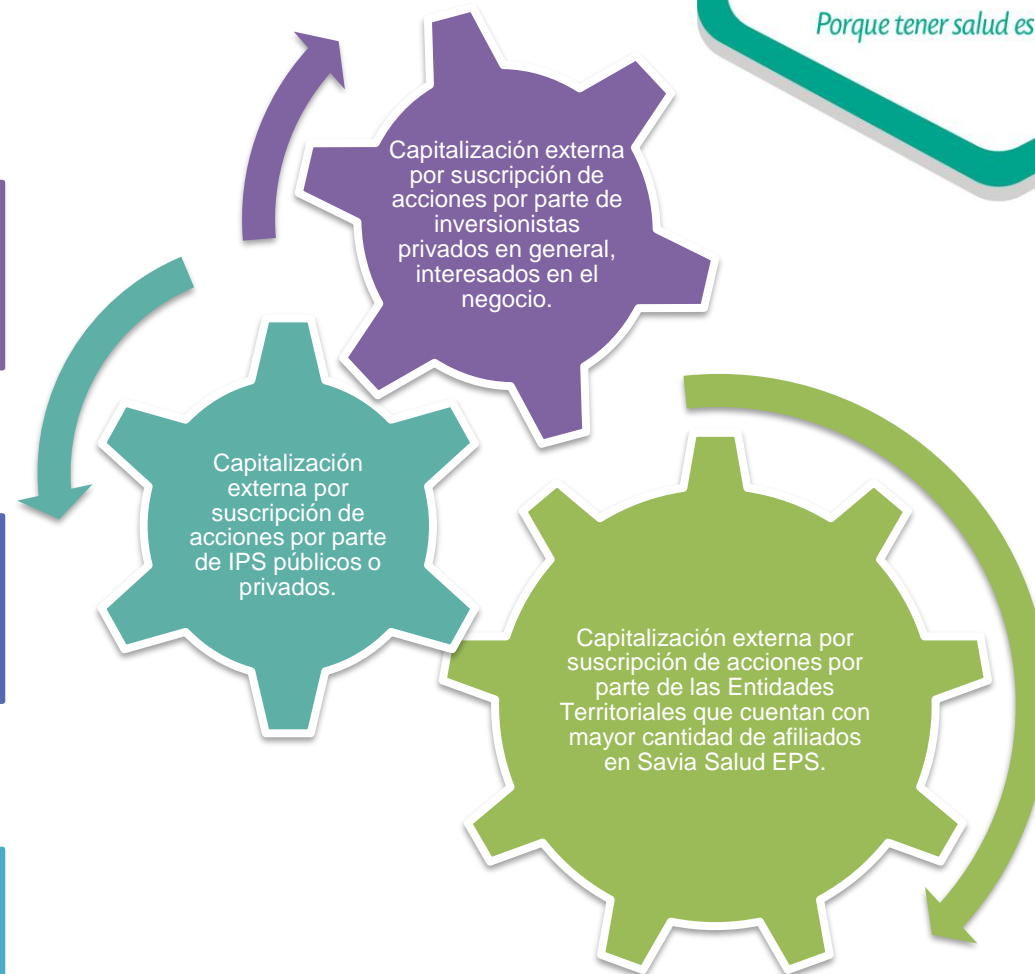 Porque tener salud es
Capitalización externa
por suscripción de
acciones por parte de
inversionistas
privados en general,
interesados en el
negocio.
Capitalización
externa por
suscripción de
acciones por parte
de IPS públicos o
privados.
Capitalización externa por
suscripción de acciones por
parte de las Entidades
Territoriales que cuentan con
mayor cantidad de afiliados
en Savia Salud EPS.